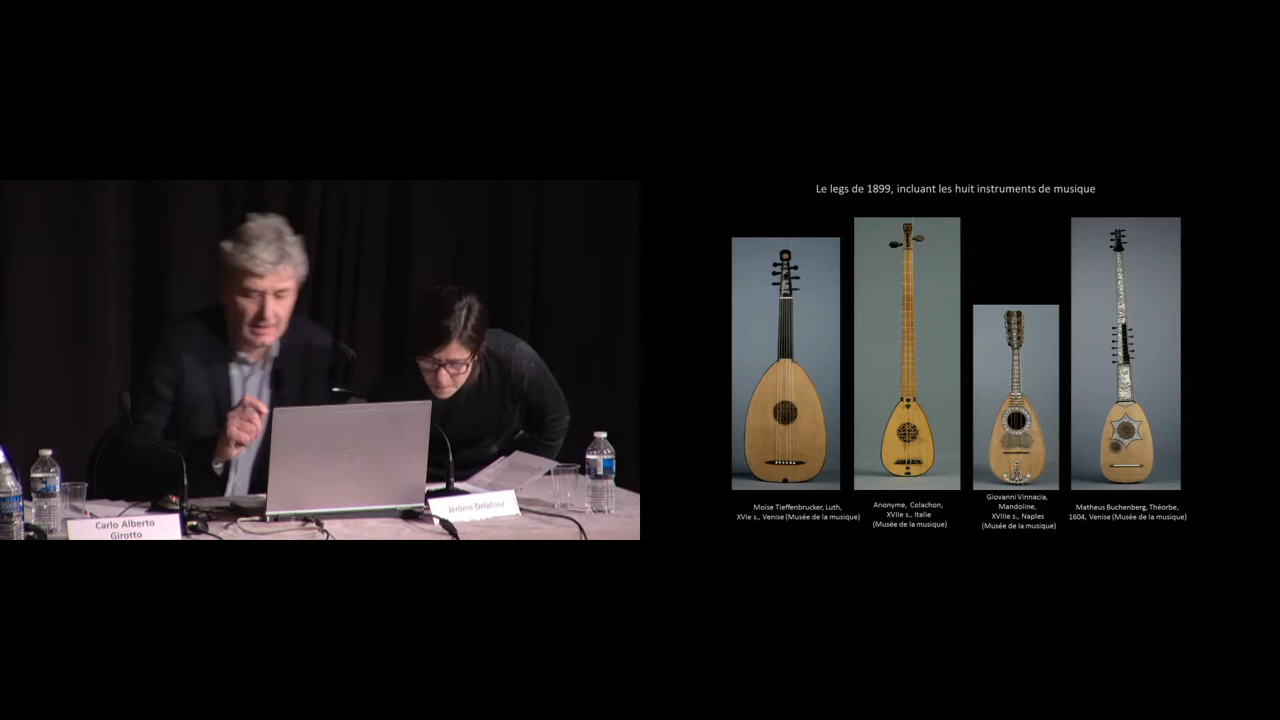 Le legs de 1899, incluant les huit instruments de musique
Moïse Tieffenbrucker, Luth,
XVIe s., Venise (Musée de la musique)
Anonyme, Colachon,
XVIIe s., Italie
(Musée de la musique)
Giovanni Vinnacia,
Mandoline,
XVIIIe s., Naples
(Musée de la musique)
Matheus Buchenberg, Théorbe,
1604, Venise (Musée de la musique)
Carlo Alberto
Girotto
Jérôme Delatour